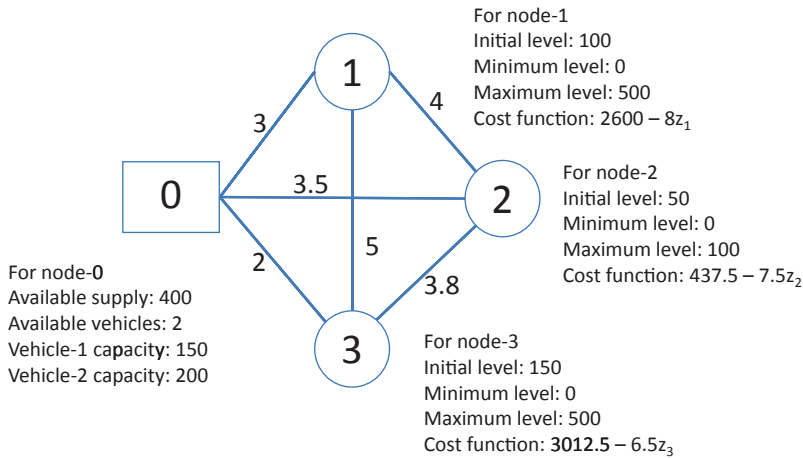 For node-1
Initial level: 100
Minimum level: 0
Maximum level: 500
Cost function: 2600 – 8z₁
1
3
4
0
3.5
2
For node-2
Initial level: 50
Minimum level: 0
Maximum level: 100
Cost function: 437.5 – 7.5z₂
2
5
3.8
For node-0
Available supply: 400
Available vehicles: 2
Vehicle-1 capacity: 150
Vehicle-2 capacity: 200
3
For node-3
Initial level: 150
Minimum level: 0
Maximum level: 500
Cost function: 3012.5 – 6.5z₃